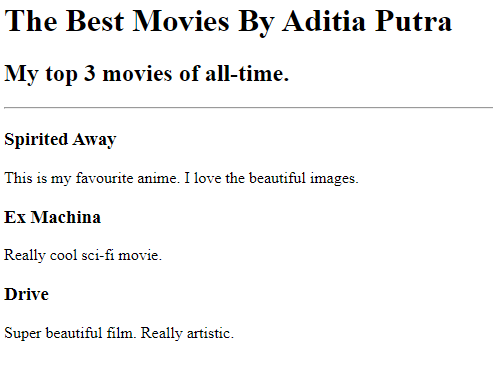 The Best Movies By Aditia Putra
My top 3 movies of all-time.
Spirited Away
This is my favourite anime. I love the beautiful images.
Ex Machina
Really cool sci-fi movie.
Drive
Super beautiful film. Really artistic.